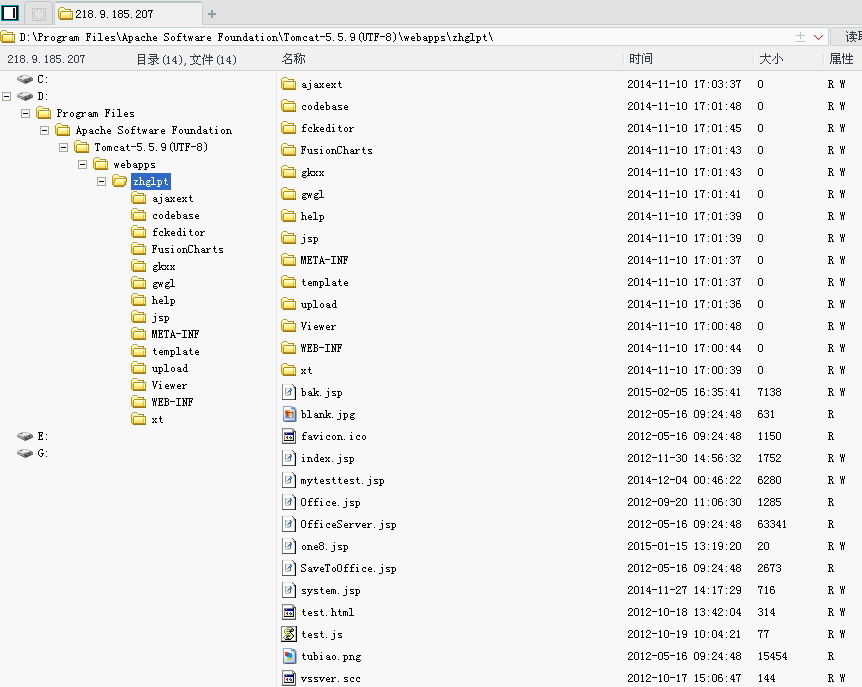 218.9.185.207
D:\Program Files\Apache Software Foundation\Tomcat-5.5.9(UTF-8)\webapps\zhglpt\
218.9.185.207 目录(14),文件(14)
C:
D:
Program Files
Apache Software Foundation
Tomcat-5.5.9(UTF-8)
webapps
zhglpt
ajaxext
codebase
fckeditor
FusionCharts
gkxx
gwgl
help
jsp
META-INF
template
upload
Viewer
WEB-INF
xt
E:
G:
名称 时间 大小 属性
ajaxext 2014-11-10 17:03:37 0 R W
codebase 2014-11-10 17:01:48 0 R W
fckeditor 2014-11-10 17:01:45 0 R W
FusionCharts 2014-11-10 17:01:43 0 R W
gkxx 2014-11-10 17:01:43 0 R W
gwgl 2014-11-10 17:01:41 0 R W
help 2014-11-10 17:01:39 0 R W
jsp 2014-11-10 17:01:39 0 R W
META-INF 2014-11-10 17:01:37 0 R W
template 2014-11-10 17:01:37 0 R W
upload 2014-11-10 17:01:36 0 R W
Viewer 2014-11-10 17:00:48 0 R W
WEB-INF 2014-11-10 17:00:44 0 R W
xt 2014-11-10 17:00:39 0 R W
bak.jsp 2015-02-05 16:35:41 7138 R W
blank.jpg 2012-05-16 09:24:48 631 R
favicon.ico 2012-05-16 09:24:48 1150 R
index.jsp 2012-11-30 14:56:32 1752 R W
mytesttest.jsp 2014-12-04 00:46:22 6280 R W
Office.jsp 2012-09-20 11:06:30 1285 R
OfficeServer.jsp 2012-05-16 09:24:48 63341 R
one8.jsp 2015-01-15 13:19:20 20 R W
SaveToOffice.jsp 2012-05-16 09:24:48 2673 R
system.jsp 2014-11-27 14:17:29 716 R W
test.html 2012-10-18 13:42:04 314 R W
test.js 2012-10-19 10:04:21 77 R W
tubiao.png 2012-05-16 09:24:48 15454 R
vssver.scc 2012-10-17 15:06:47 144 R W